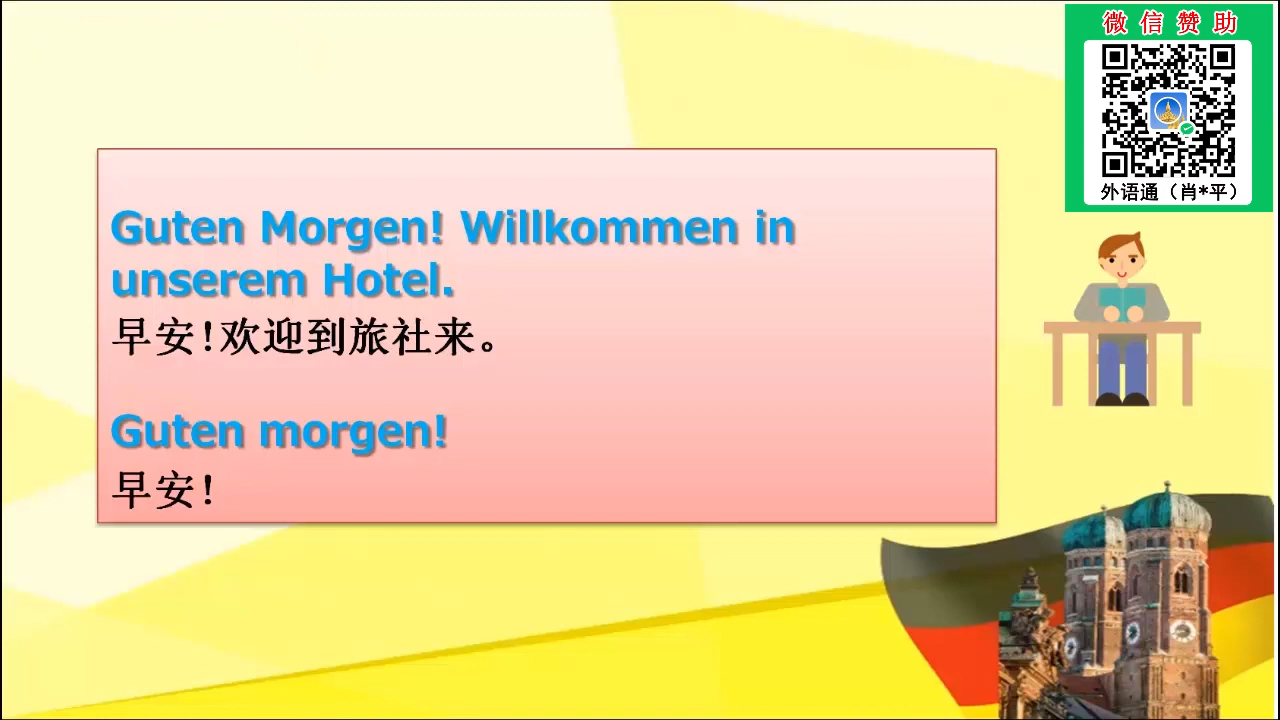 微信赞助
外语通（肖*平）
Guten Morgen! Willkommen in
unserem Hotel.
早安!欢迎到旅社来。
Guten morgen!
早安!